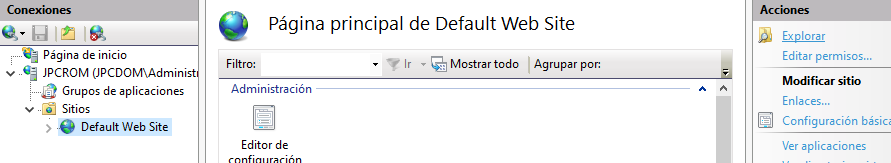 Conexiones
Página de inicio
JPCROM (JPCDOM\Administr
Grupos de aplicaciones
Sitios
Default Web Site
Página principal de Default Web Site
Filtro:
Ir
Mostrar todo
Agrupar por:
Administración
Editor de
configuración
Acciones
Explorar
Editar permisos...
Modificar sitio
Enlaces...
Configuración básica
Ver aplicaciones